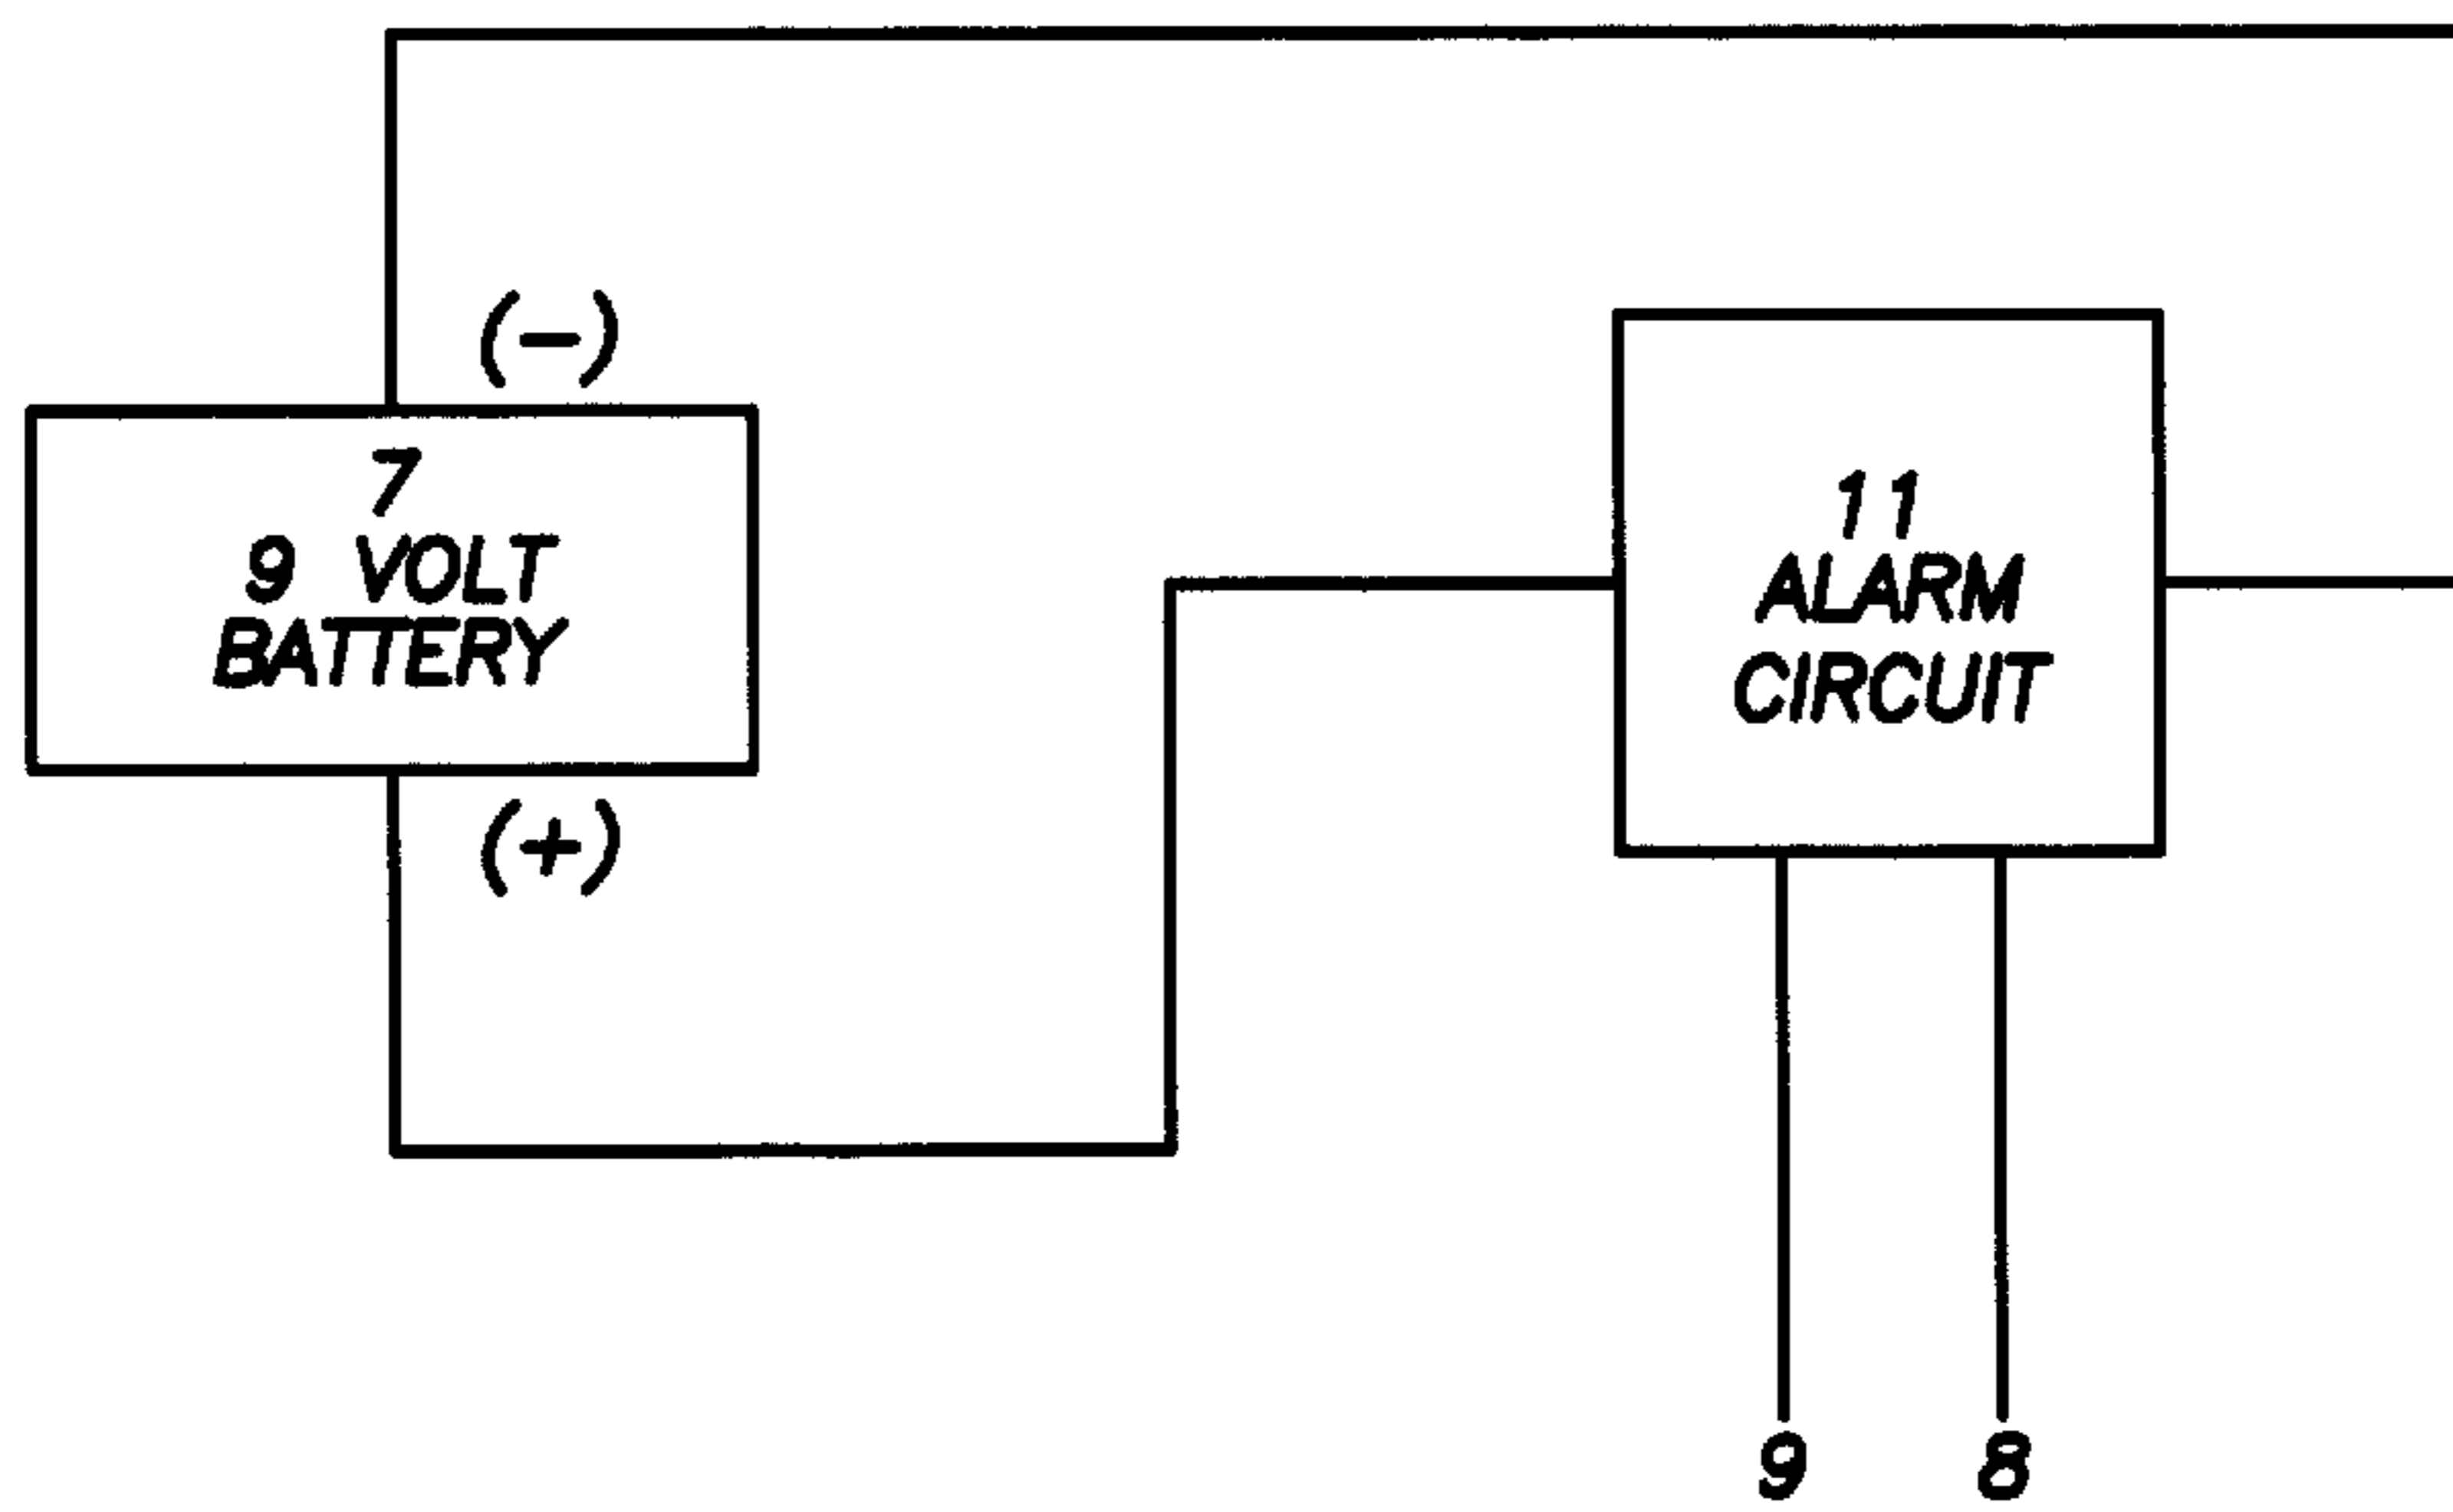 (-)
7
9 VOLT
BATTERY
(+)
11
ALARM
CIRCUIT
9
8